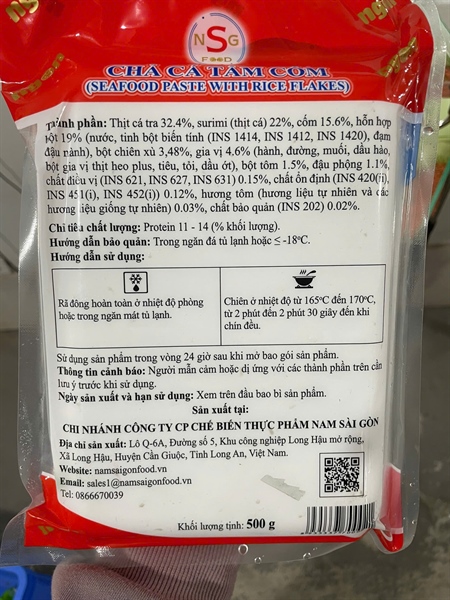 NSG
FOOD
CHẢ CÁ TẨM CỐM
(SEAFOOD PASTE WITH RICE FLAKES)
Thành phần: Thịt cá tra 32.4%, surimi (thịt cá) 22%, cốm 15.6%, hỗn hợp
bột 19% (nước, tinh bột biến tính (INS 1414, INS 1412, INS 1420), đạm
đậu nành), bột chiên xù 3,48%, gia vị 4.6% (hành, đường, muối, dầu hào,
bột gia vị thịt heo plus, tiêu, tỏi, dầu ớt), bột tôm 1.5%, đậu phộng 1.1%,
chất điều vị (INS 621, INS 627, INS 631) 0.15%, chất ổn định (INS 420(ii),
INS 451(i), INS 452(i)) 0.12%, hương tôm (hương liệu tự nhiên và các
hương liệu giống tự nhiên) 0.03%, chất bảo quản (INS 202) 0.02%.
Chỉ tiêu chất lượng: Protein 11 - 14 (% khối lượng).
Hướng dẫn bảo quản: Trong ngăn đá tủ lạnh hoặc ≤ -18°C.
Hướng dẫn sử dụng:
Rã đông hoàn toàn ở nhiệt độ phòng
hoặc trong ngăn mát tủ lạnh.
Chiên ở nhiệt độ từ 165°C đến 170°C,
từ 2 phút đến 2 phút 30 giây đến khi
chín đều.
Sử dụng sản phẩm trong vòng 24 giờ sau khi mở bao gói sản phẩm.
Thông tin cảnh báo: Người mẫn cảm hoặc dị ứng với các thành phần trên cần
lưu ý trước khi sử dụng.
Ngày sản xuất và hạn sử dụng: Xem trên đầu bao bì sản phẩm.
Sản xuất tại:
CHI NHÁNH CÔNG TY CP CHẾ BIẾN THỰC PHẨM NAM SÀI GÒN
Địa chỉ sản xuất: Lô Q-6A, Đường số 5, Khu công nghiệp Long Hậu mở rộng,
Xã Long Hậu, Huyện Cần Giuộc, Tỉnh Long An, Việt Nam.
Website: namsaigonfood.vn
Email: sales1@namsaigonfood.vn
Tel: 0866670039
Khối lượng tịnh: 500 g